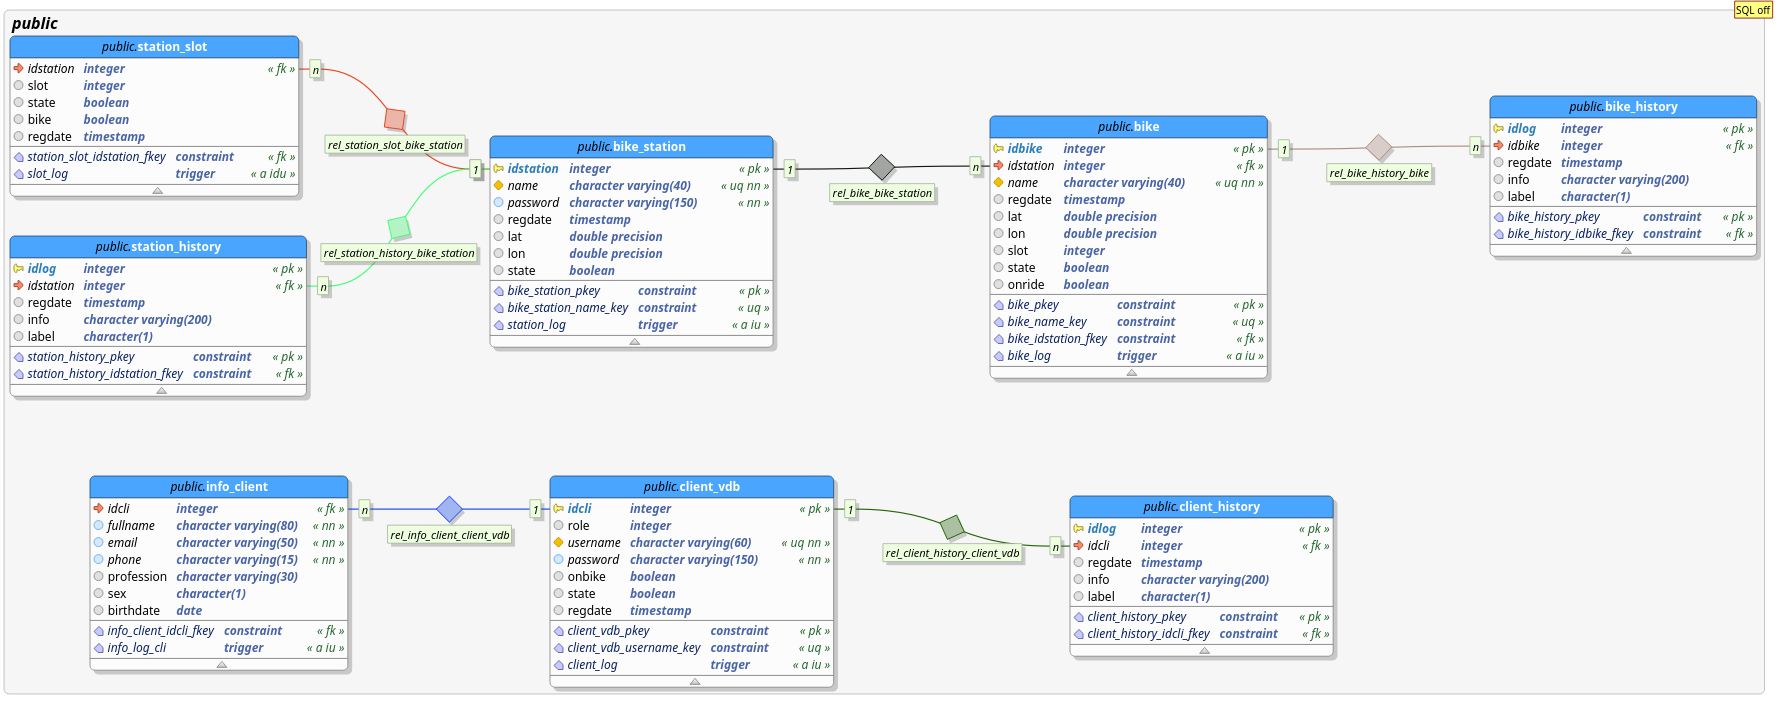 SQL off
public
public.station_slot
idstation integer « fk »
slot integer
state boolean
bike boolean
regdate timestamp
station_slot_idstation_fkey constraint « fk »
slot_log trigger « a idu »
n
rel_station_slot_bike_station
1
public.station_history
idlog integer « pk »
idstation integer « fk »
regdate timestamp
info character varying(200)
label character(1)
station_history_pkey constraint « pk »
station_history_idstation_fkey constraint « fk »
n
rel_station_history_bike_station
public.bike_station
idstation integer « pk »
name character varying(40) « uq nn »
password character varying(150) « nn »
regdate timestamp
lat double precision
lon double precision
state boolean
bike_station_pkey constraint « pk »
bike_station_name_key constraint « uq »
station_log trigger « a iu »
1
rel_bike_bike_station
n
public.bike
idbike integer « pk »
idstation integer « fk »
name character varying(40) « uq nn »
regdate timestamp
lat double precision
lon double precision
slot integer
state boolean
onride boolean
bike_pkey constraint « pk »
bike_name_key constraint « uq »
bike_idstation_fkey constraint « fk »
bike_log trigger « a iu »
1
rel_bike_history_bike
n
public.bike_history
idlog integer « pk »
idbike integer « fk »
regdate timestamp
info character varying(200)
label character(1)
bike_history_pkey constraint « pk »
bike_history_idbike_fkey constraint « fk »
public.info_client
idcli integer « fk »
fullname character varying(80) « nn »
email character varying(50) « nn »
phone character varying(15) « nn »
profession character varying(30)
sex character(1)
birthdate date
info_client_idcli_fkey constraint « fk »
info_log_cli trigger « a iu »
n
rel_info_client_client_vdb
1
public.client_vdb
idcli integer « pk »
role integer
username character varying(60) « uq nn »
password character varying(150) « nn »
onbike boolean
state boolean
regdate timestamp
client_vdb_pkey constraint « pk »
client_vdb_username_key constraint « uq »
client_log trigger « a iu »
1
rel_client_history_client_vdb
n
public.client_history
idlog integer « pk »
idcli integer « fk »
regdate timestamp
info character varying(200)
label character(1)
client_history_pkey constraint « pk »
client_history_idcli_fkey constraint « fk »